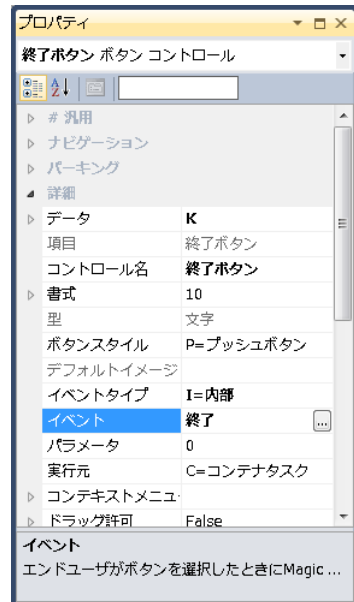 プロパティ
終了ボタン ボタン コントロール
# 汎用
ナビゲーション
パーキング
詳細
データ K
項目 終了ボタン
コントロール名 終了ボタン
書式 10
型 文字
ボタンスタイル P=プッシュボタン
デフォルトイメージ
イベントタイプ I=内部
イベント 終了 ...
パラメータ 0
実行元 C=コンテナタスク
コンテキストメニュー
ドラッグ許可 False
イベント
エンドユーザがボタンを選択したときにMagic ...